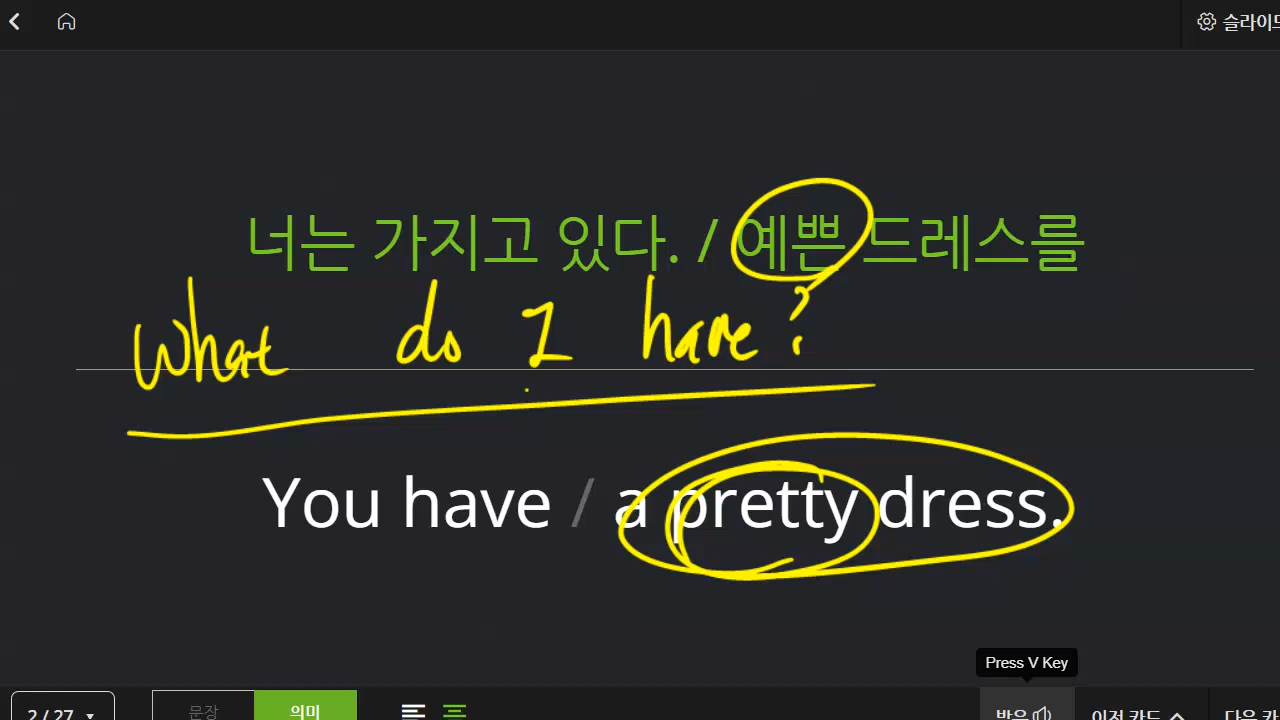 슬라이드
너는 가지고 있다. / 예쁜 드레스를
What do I have?
You have / a pretty dress.
Press V Key
2 / 27
문장 의미
발음 이전 카드